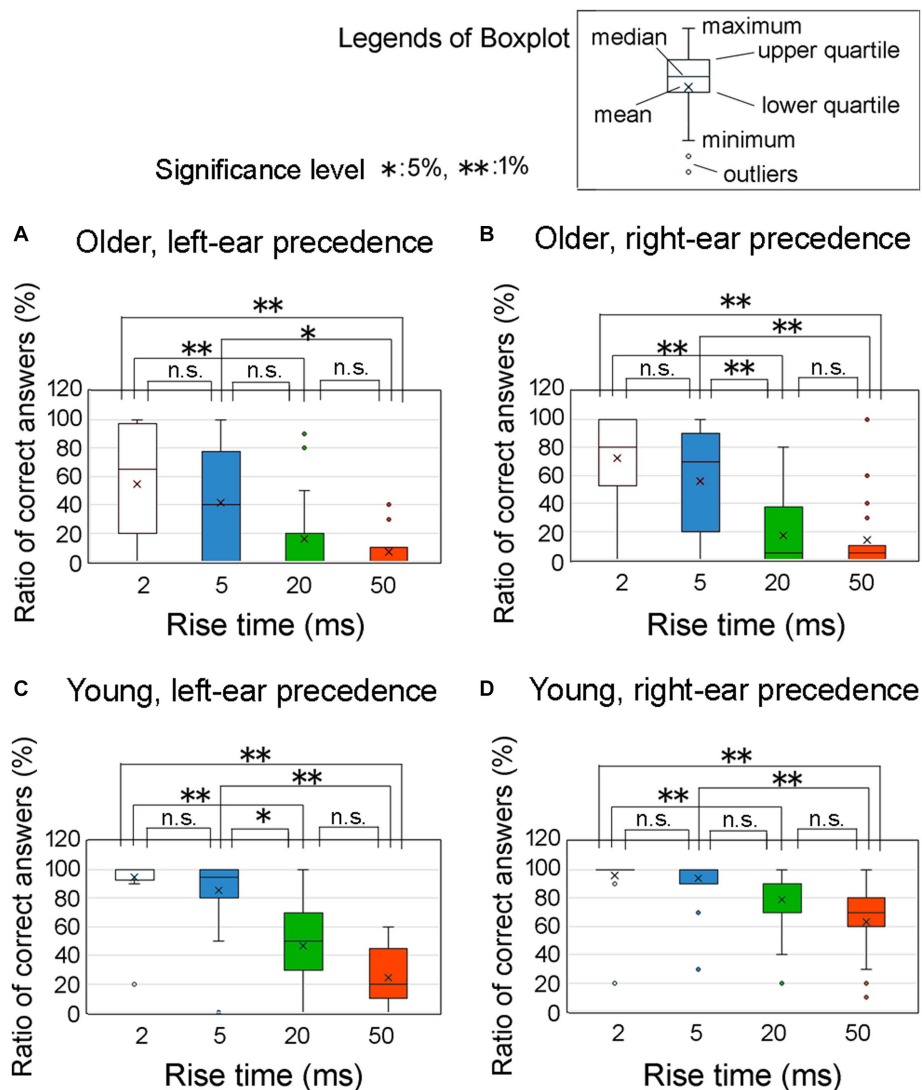 Legends of Boxplot
median
maximum
upper quartile
mean
lower quartile
minimum
outliers
Significance level *:5%, **:1%
A Older, left-ear precedence
Ratio of correct answers (%)
**
** *
n.s. n.s. n.s.
120
100
80
60
40
20
0
2 5 20 50
Rise time (ms)
B Older, right-ear precedence
Ratio of correct answers (%)
**
** **
n.s. ** n.s.
120
100
80
60
40
20
0
2 5 20 50
Rise time (ms)
C Young, left-ear precedence
Ratio of correct answers (%)
**
** **
n.s. * n.s.
120
100
80
60
40
20
0
2 5 20 50
Rise time (ms)
D Young, right-ear precedence
Ratio of correct answers (%)
**
** **
n.s. n.s. n.s.
120
100
80
60
40
20
0
2 5 20 50
Rise time (ms)